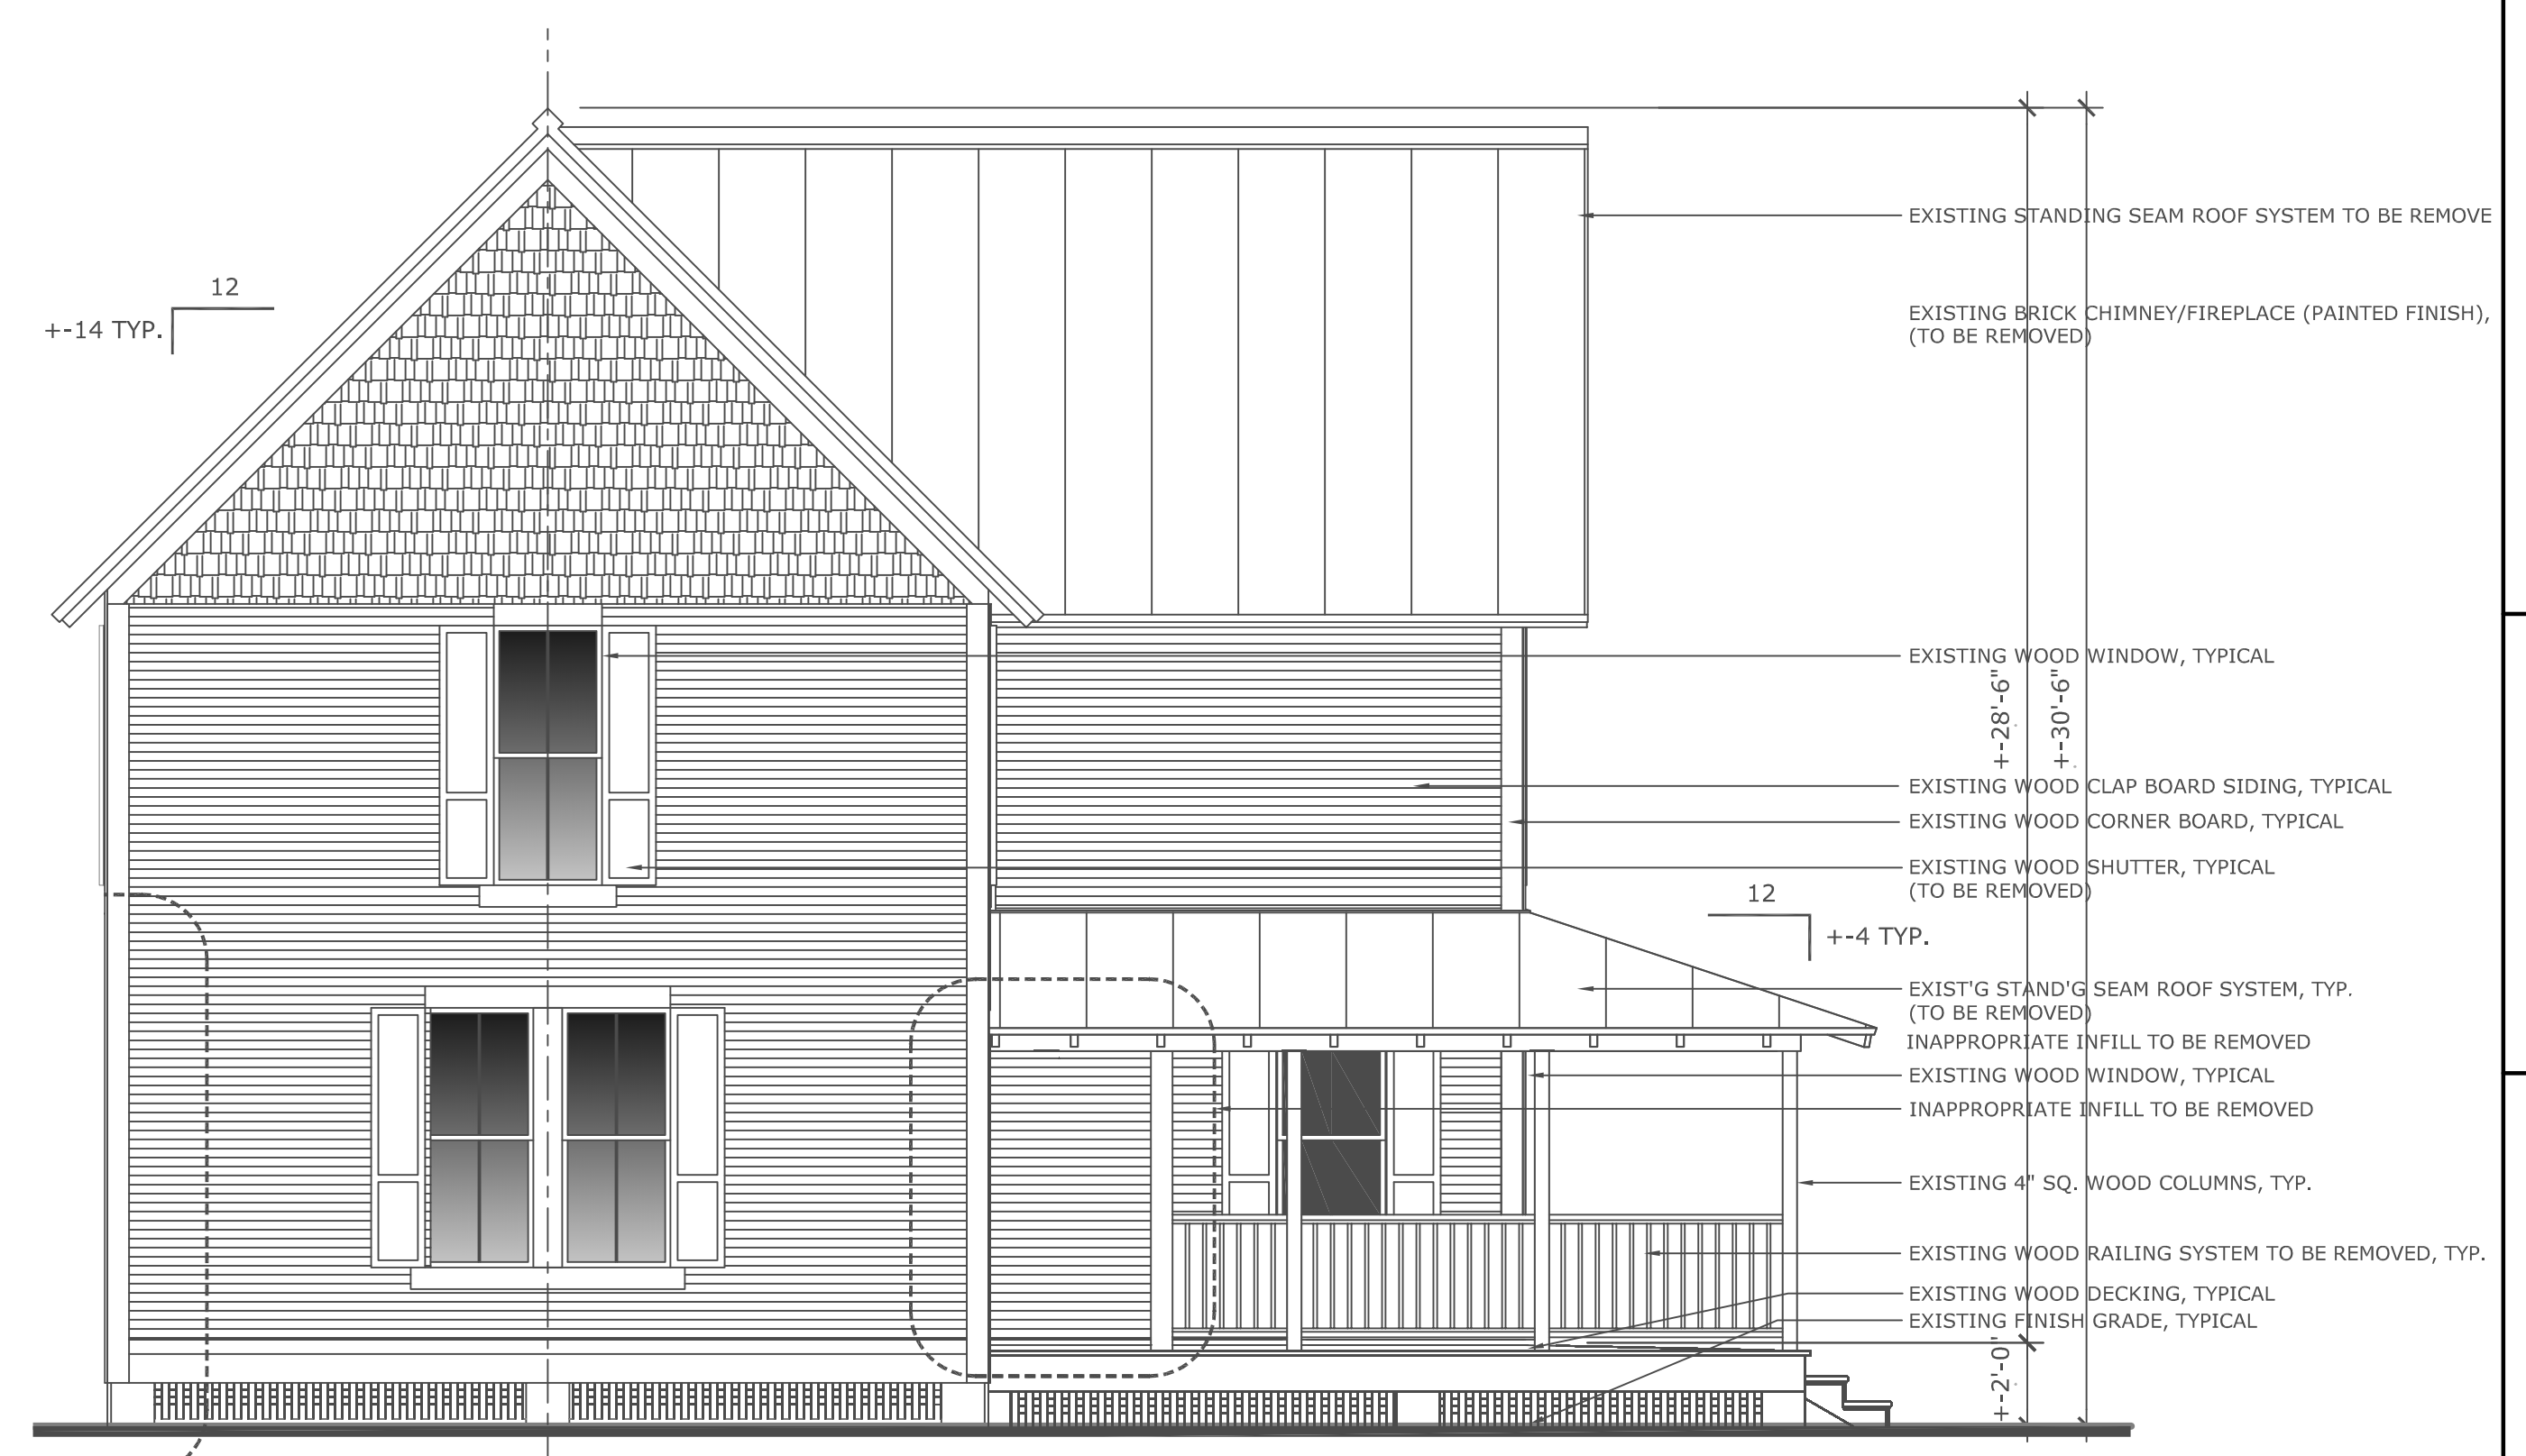 EXISTING STANDING SEAM ROOF SYSTEM TO BE REMOVE
12
+-14 TYP.
EXISTING BRICK CHIMNEY/FIREPLACE (PAINTED FINISH),
(TO BE REMOVED)
EXISTING WOOD WINDOW, TYPICAL
+-28'-6"
+-30'-6"
EXISTING WOOD CLAP BOARD SIDING, TYPICAL
EXISTING WOOD CORNER BOARD, TYPICAL
EXISTING WOOD SHUTTER, TYPICAL
(TO BE REMOVED)
12
+-4 TYP.
EXIST'G STAND'G SEAM ROOF SYSTEM, TYP.
(TO BE REMOVED)
INAPPROPRIATE INFILL TO BE REMOVED
EXISTING WOOD WINDOW, TYPICAL
INAPPROPRIATE INFILL TO BE REMOVED
EXISTING 4" SQ. WOOD COLUMNS, TYP.
EXISTING WOOD RAILING SYSTEM TO BE REMOVED, TYP.
EXISTING WOOD DECKING, TYPICAL
EXISTING FINISH GRADE, TYPICAL
+-2'-0"